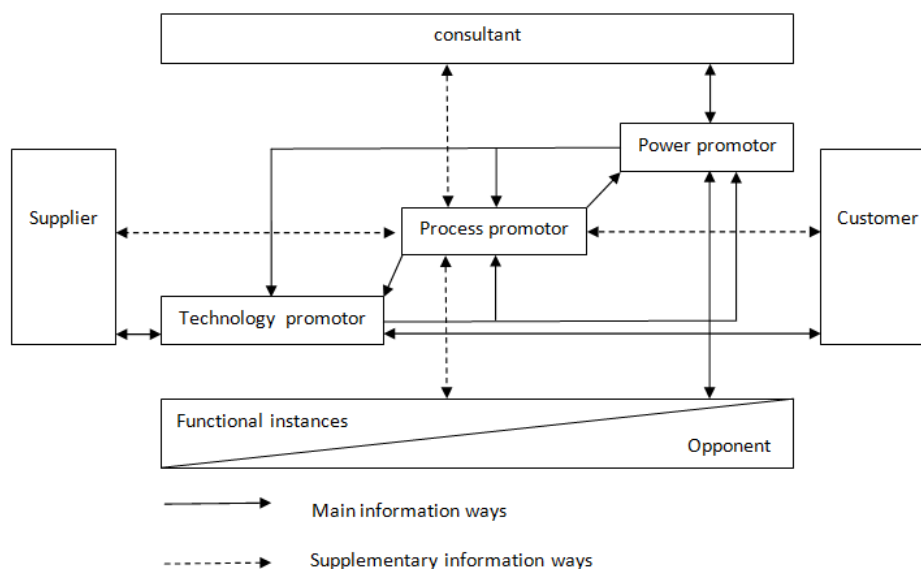 consultant
Power promotor
Supplier
Process promotor
Customer
Technology promotor
Functional instances
Opponent
Main information ways
Supplementary information ways